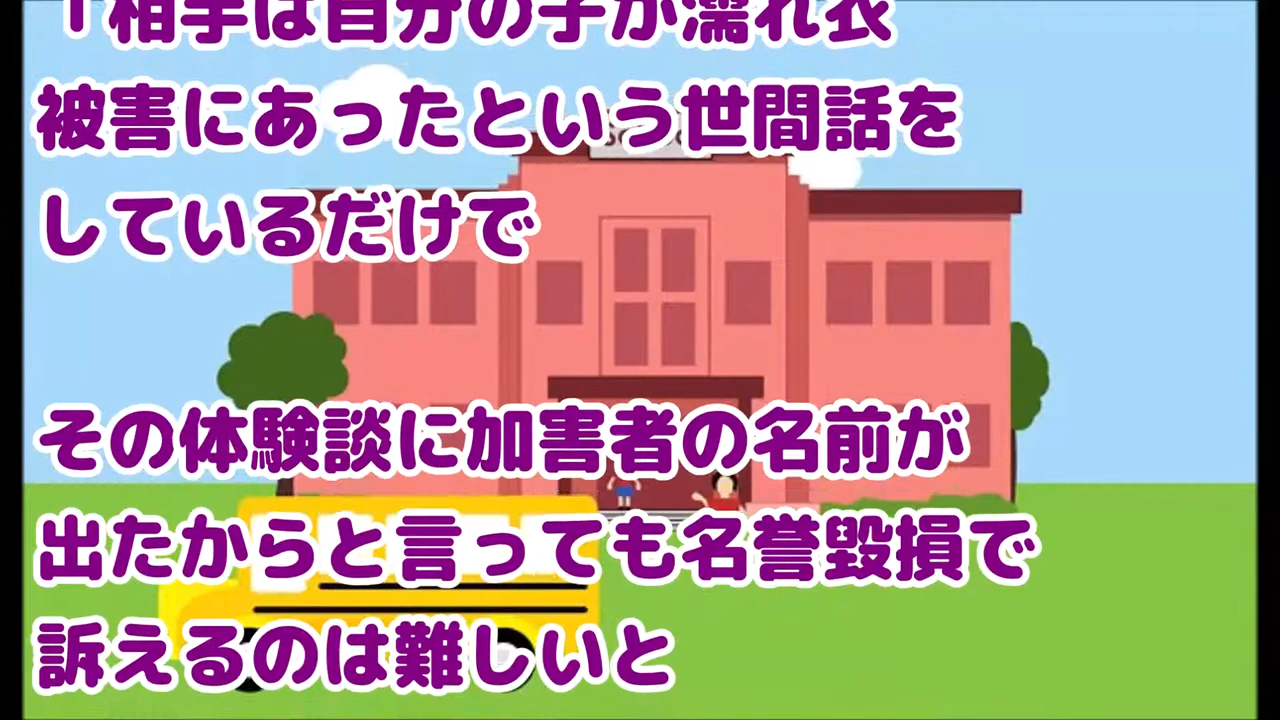 「相手は自分の子が濡れ衣
被害にあったという世間話を
しているだけで
その体験談に加害者の名前が
出たからと言っても名誉毀損で
訴えるのは難しいと